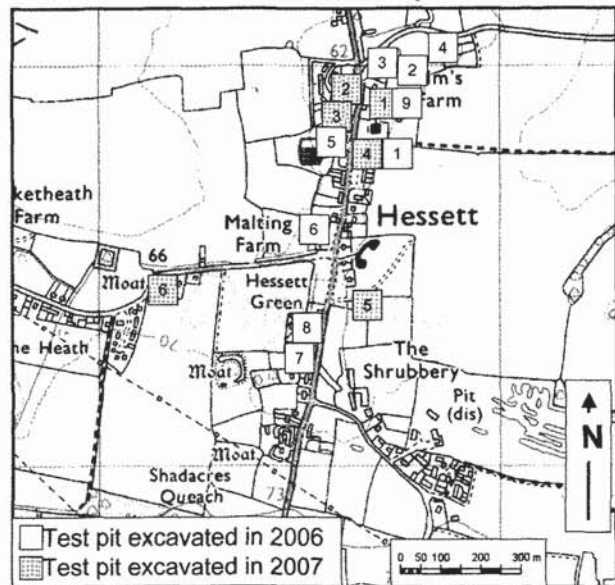 62
4
3
2
2
m's
arm
1
9
3
5
4
1
ketheath
Farm
Malting
Farm
6
Hessett
66
Moat
6
Hessett
Green
5
ne Heath
70
8
7
Moat
The
Shrubbery
Pit
(dis)
N
Moat
Shadacres
Queach
73
Test pit excavated in 2006
Test pit excavated in 2007
0 50 100 200 300 m